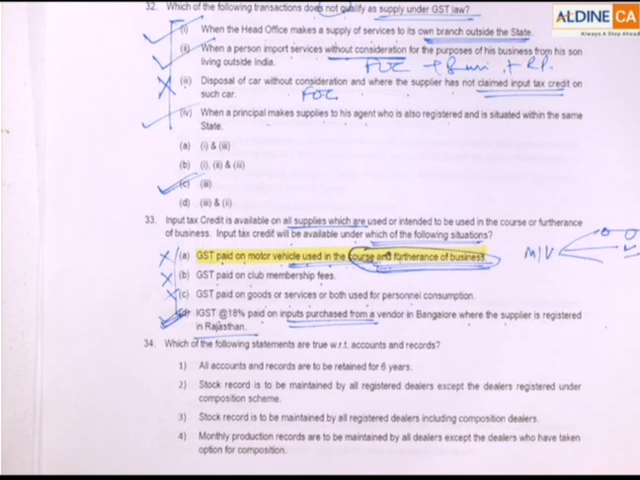 32. Which of the following transactions does not qualify as supply under GST law?
ALDINE CA
Always A Step Ahead
(i) When the Head Office makes a supply of services to its own branch outside the State.
(ii) When a person import services without consideration for the purposes of his business from his son
living outside India.
FOC + Busi. + RP.
(iii) Disposal of car without consideration and where the supplier has not claimed input tax credit on
such car.
FOC
(iv) When a principal makes supplies to his agent who is also registered and is situated within the same
State.
(a) (i) & (iii)
(b) (i), (ii) & (iii)
(c) (iii)
(d) (iii) & (ii)
33. Input tax Credit is available on all supplies which are used or intended to be used in the course or furtherance
of business. Input tax credit will be available under which of the following situations?
(a) GST paid on motor vehicle used in the course and furtherance of business
M/V
(b) GST paid on club membership fees.
(c) GST paid on goods or services or both used for personnel consumption.
(d) IGST @18% paid on inputs purchased from a vendor in Bangalore where the supplier is registered
in Rajasthan.
34. Which of the following statements are true w.r.t. accounts and records?
1) All accounts and records are to be retained for 6 years.
2) Stock record is to be maintained by all registered dealers except the dealers registered under
composition scheme.
3) Stock record is to be maintained by all registered dealers including composition dealers.
4) Monthly production records are to be maintained by all dealers except the dealers who have taken
option for composition.